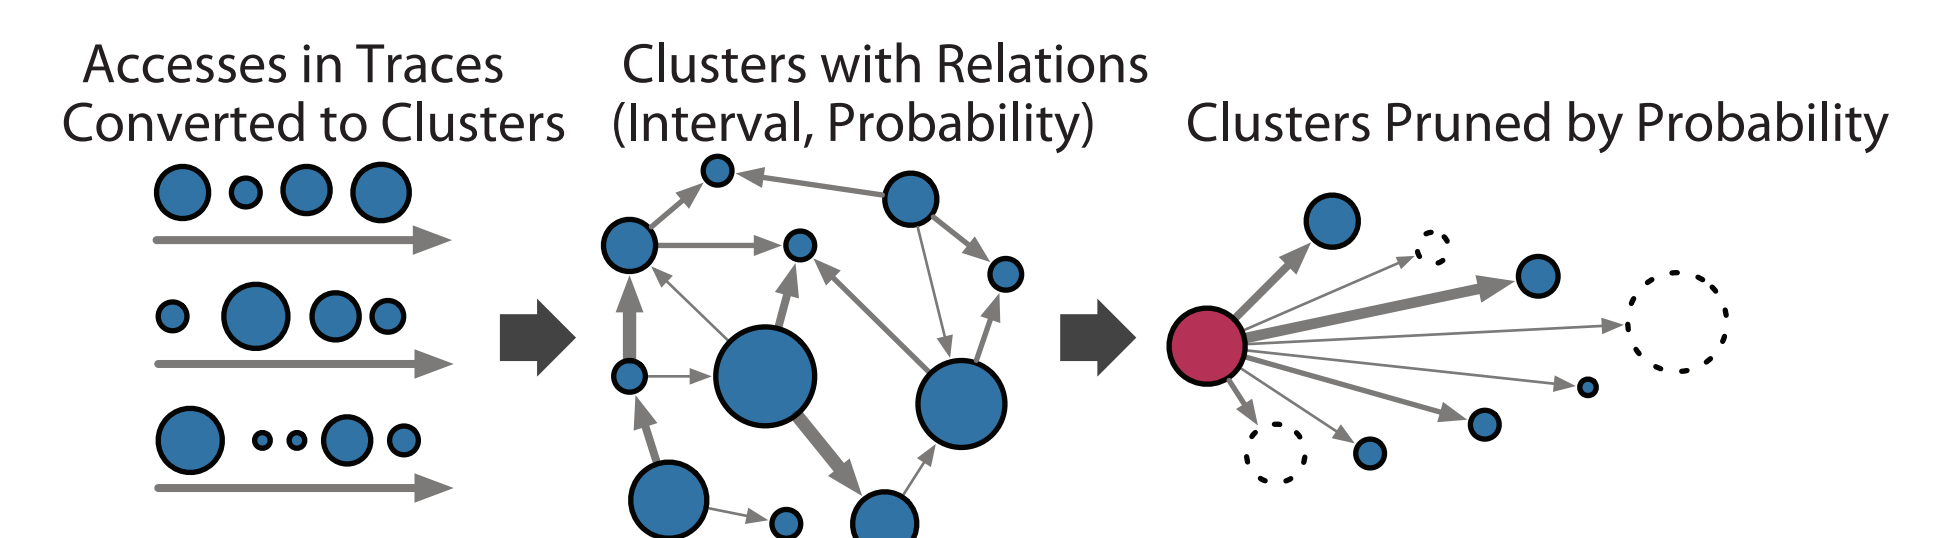 Accesses in Traces
Converted to Clusters
Clusters with Relations
(Interval, Probability)
Clusters Pruned by Probability